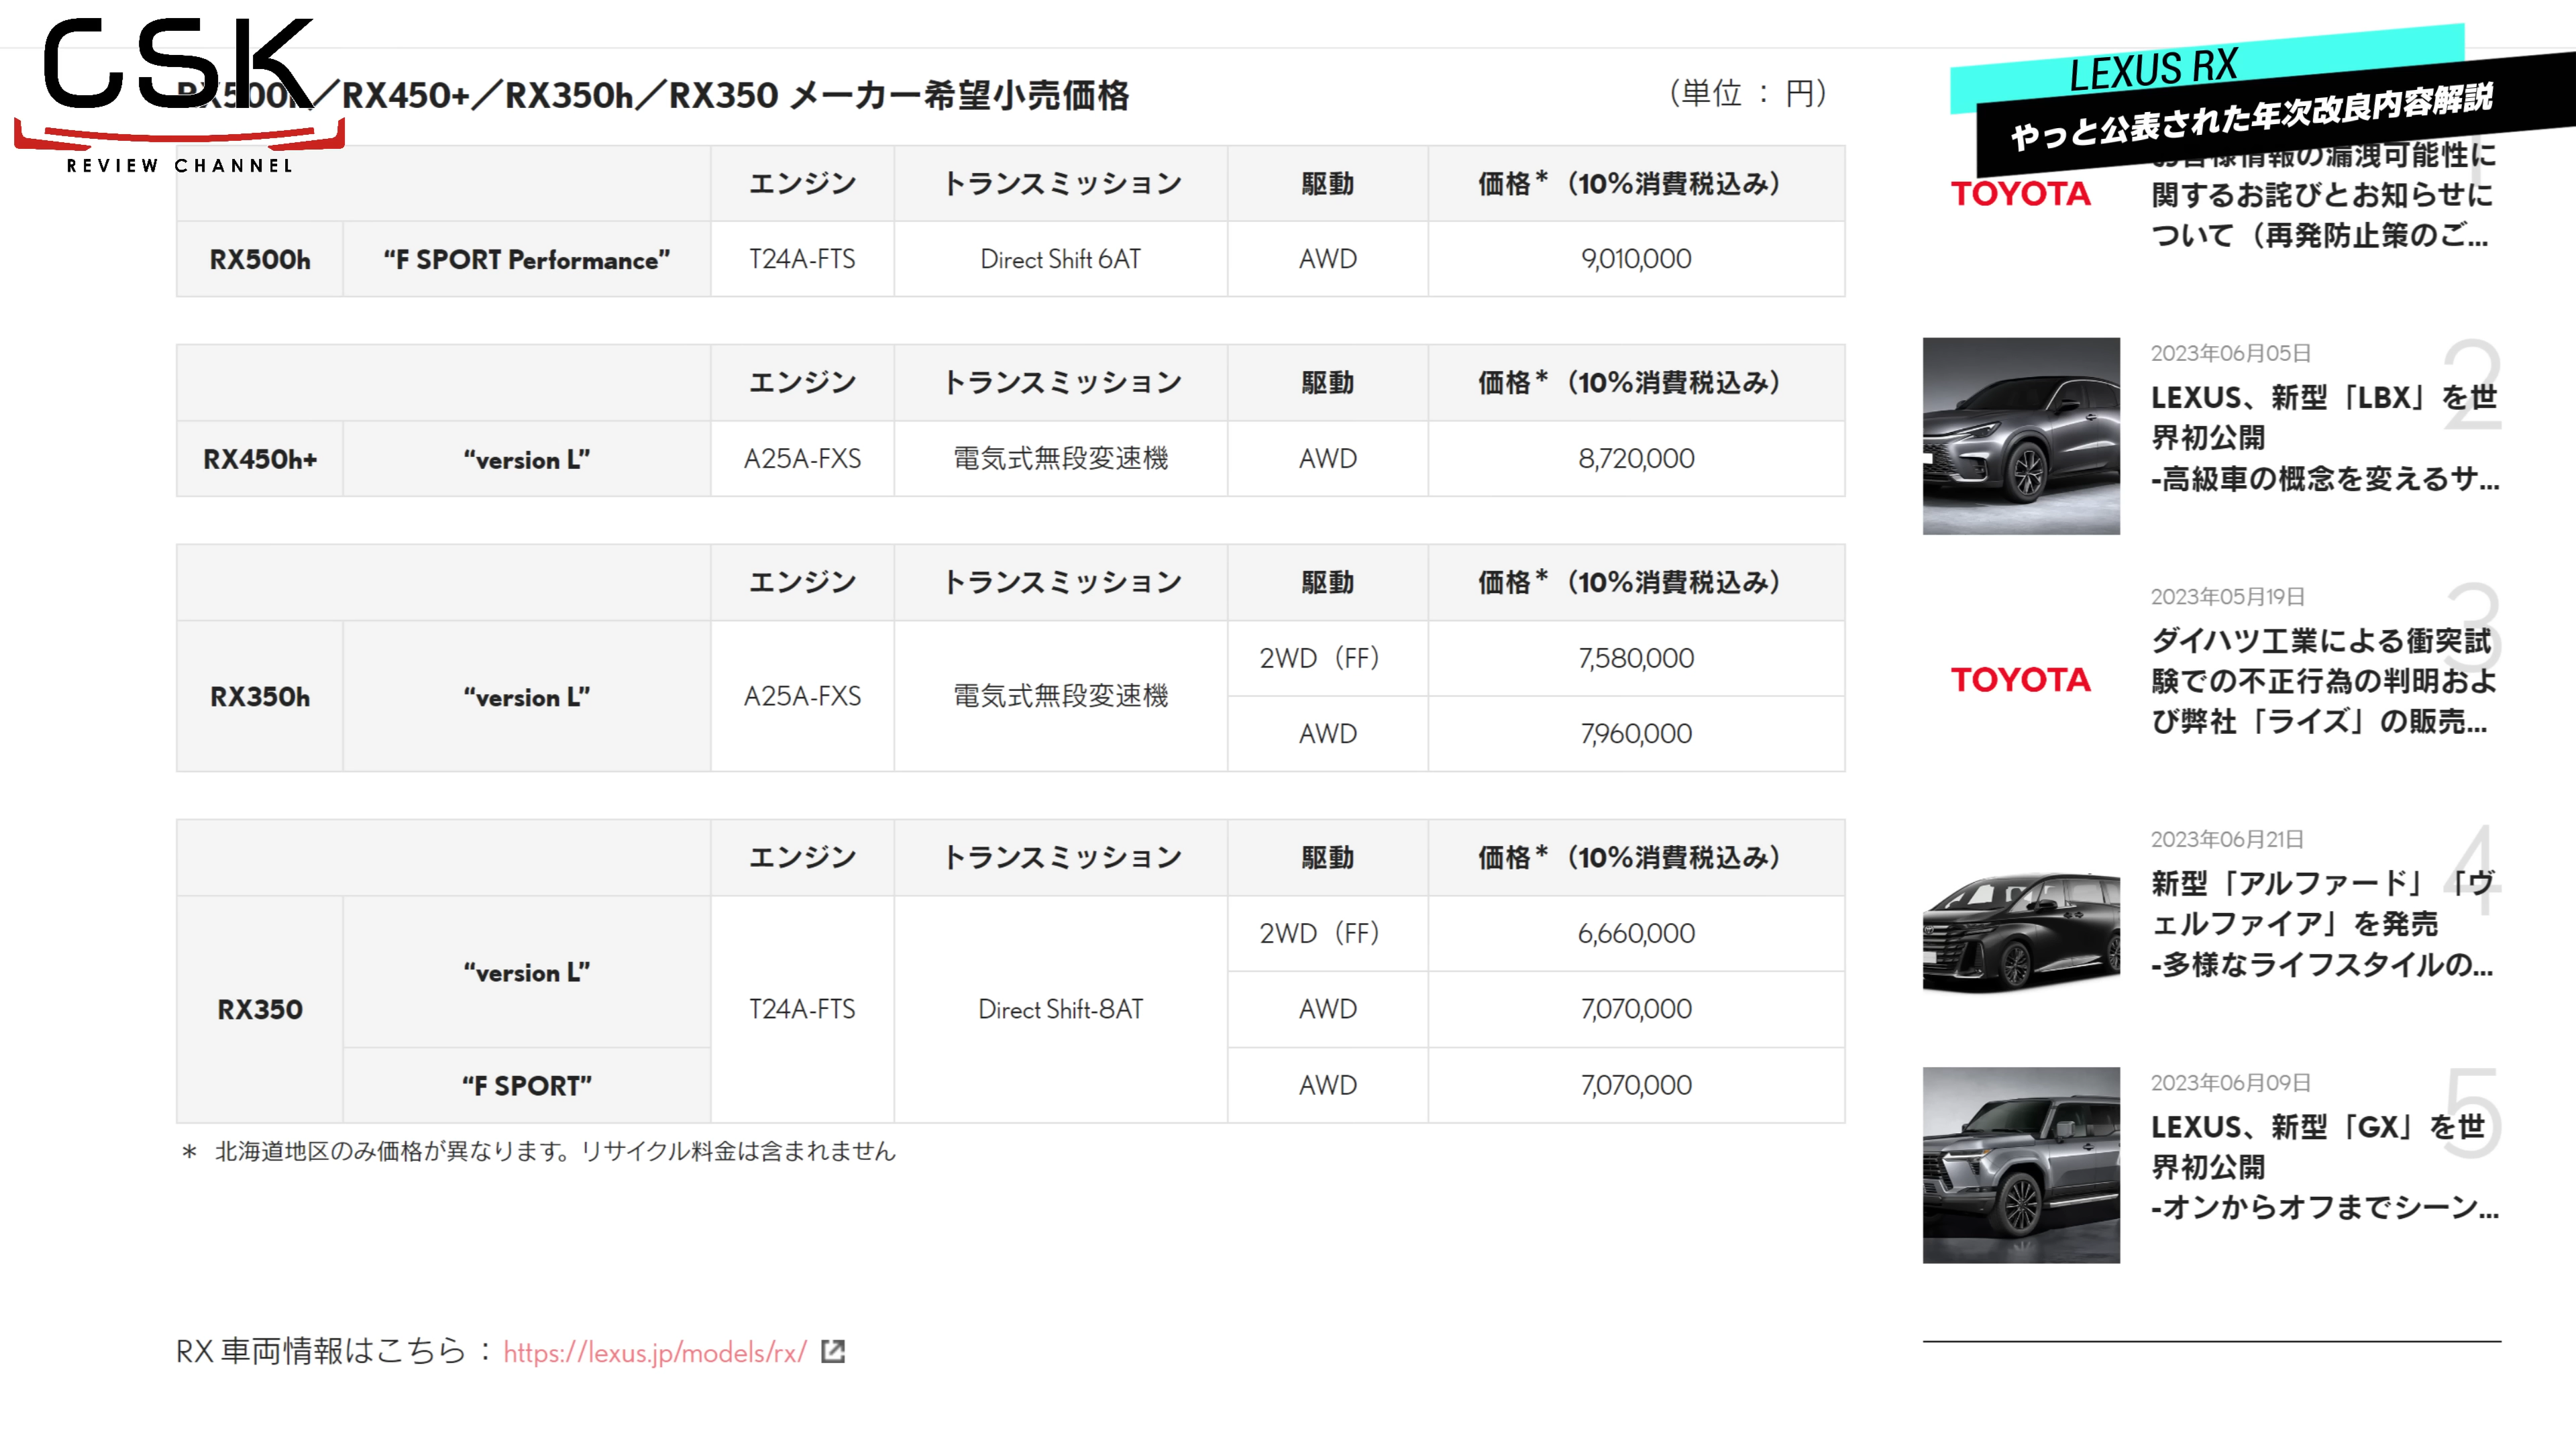 CSK
REVIEW CHANNEL
LEXUS RX
やっと公表された年次改良内容解説
RX500h／RX450+／RX350h／RX350 メーカー希望小売価格
（単位 ： 円）
エンジン トランスミッション 駆動 価格＊（10％消費税込み）
RX500h “F SPORT Performance” T24A-FTS Direct Shift 6AT AWD 9,010,000
エンジン トランスミッション 駆動 価格＊（10％消費税込み）
RX450h+ “version L” A25A-FXS 電気式無段変速機 AWD 8,720,000
エンジン トランスミッション 駆動 価格＊（10％消費税込み）
RX350h “version L” A25A-FXS 電気式無段変速機 2WD（FF） 7,580,000
AWD 7,960,000
エンジン トランスミッション 駆動 価格＊（10％消費税込み）
RX350 “version L” T24A-FTS Direct Shift-8AT 2WD（FF） 6,660,000
AWD 7,070,000
“F SPORT” AWD 7,070,000
＊ 北海道地区のみ価格が異なります。リサイクル料金は含まれません
RX 車両情報はこちら ： https://lexus.jp/models/rx/
TOYOTA
お客様情報の漏洩可能性に
関するお詫びとお知らせに
ついて（再発防止策のご...
2
2023年06月05日
LEXUS、新型「LBX」を世
界初公開
-高級車の概念を変えるサ...
3
2023年05月19日
TOYOTA
ダイハツ工業による衝突試
験での不正行為の判明およ
び弊社「ライズ」の販売...
4
2023年06月21日
新型「アルファード」「ヴ
ェルファイア」を発売
-多様なライフスタイルの...
5
2023年06月09日
LEXUS、新型「GX」を世
界初公開
-オンからオフまでシーン...